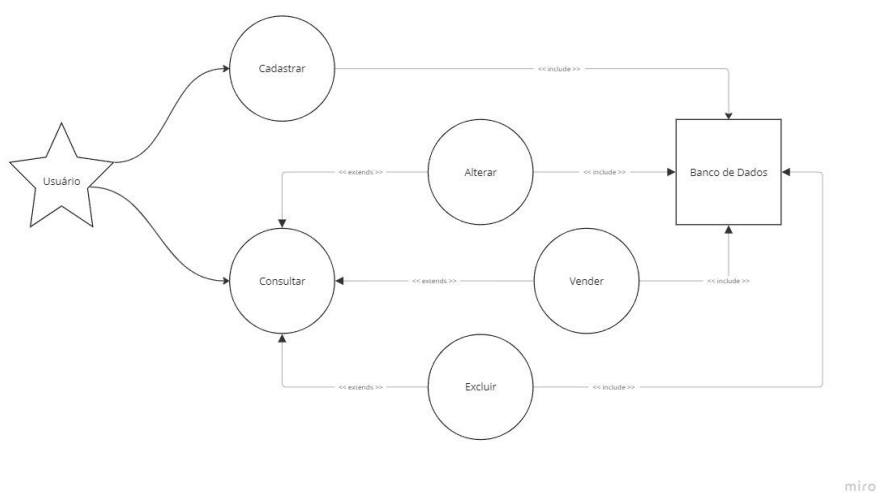 Cadastrar
<< include >>
<< extends >>
Alterar
<< include >>
Banco de Dados
Usuário
Consultar
<< extends >>
Vender
<< include >>
<< extends >>
Excluir
<< include >>
miro